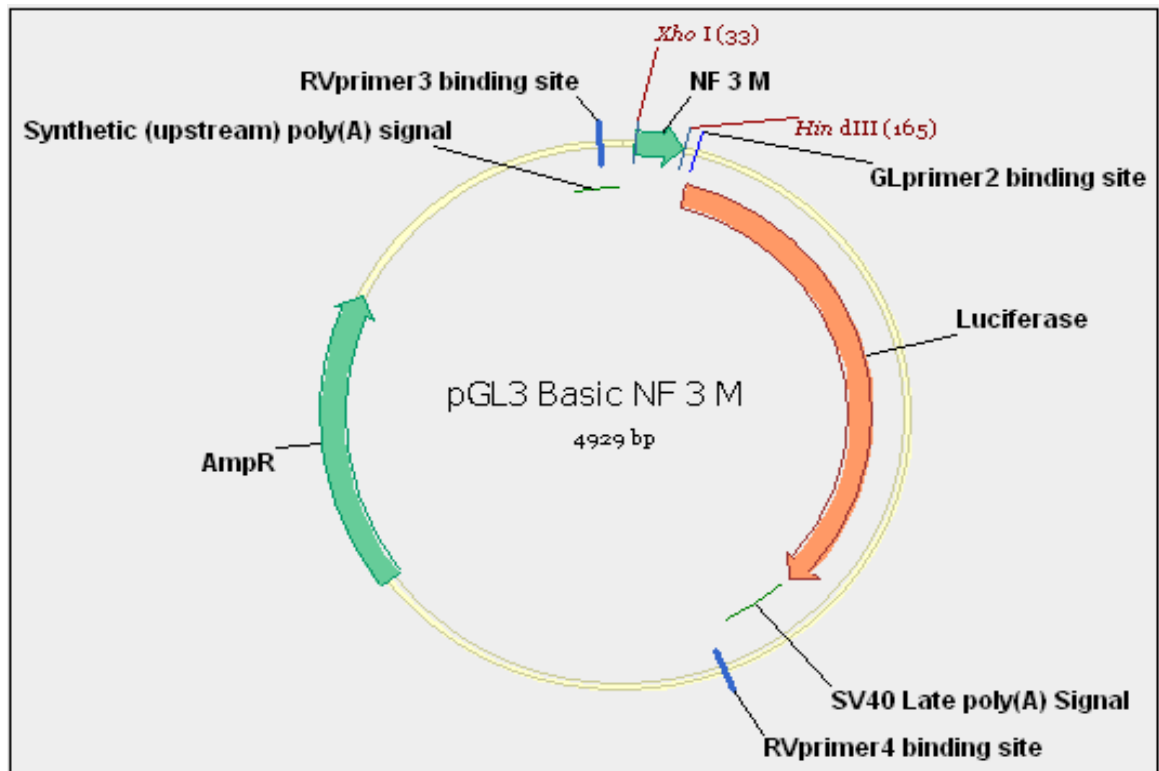 Xho I (33)
RVprimer3 binding site
NF 3 M
Synthetic (upstream) poly(A) signal
Hin dIII (165)
GLprimer2 binding site
Luciferase
pGL3 Basic NF 3 M
4929 bp
AmpR
SV40 Late poly(A) Signal
RVprimer4 binding site